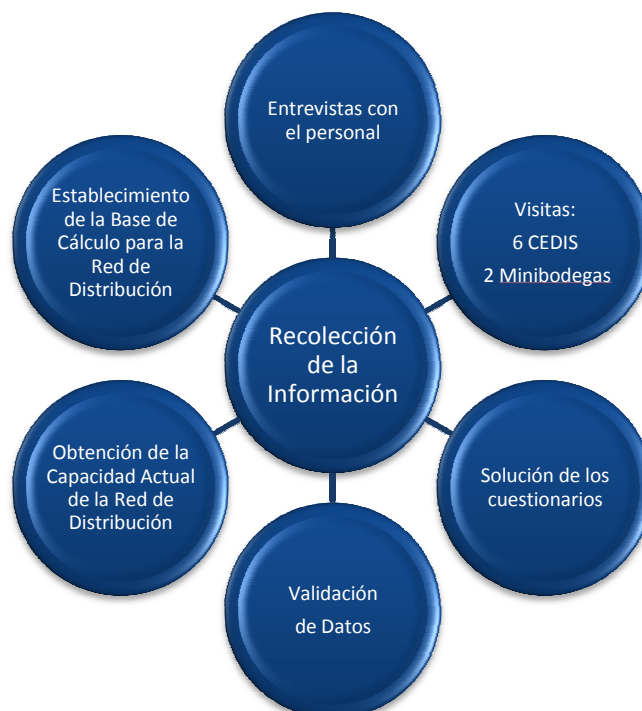 Entrevistas con
el personal
Establecimiento
de la Base de
Cálculo para la
Red de
Distribución
Visitas:
6 CEDIS
2 Minibodegas
Recolección
de la
Información
Obtención de la
Capacidad Actual
de la Red de
Distribución
Solución de los
cuestionarios
Validación
de Datos